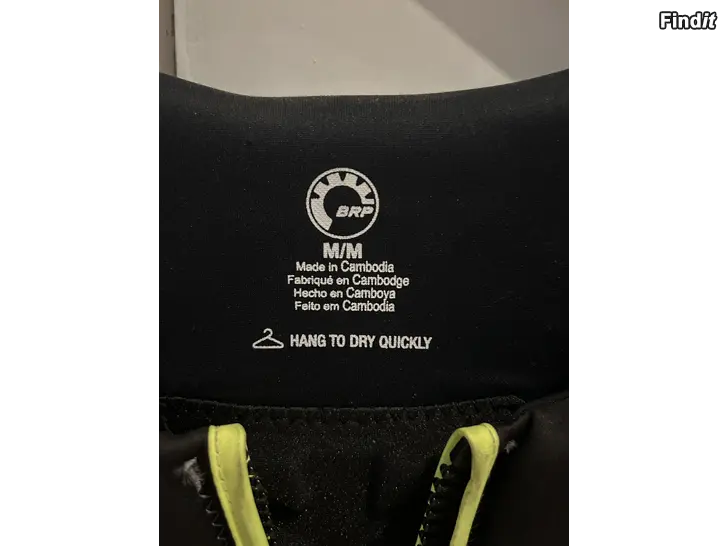 Findit
BRP
M/M
Made in Cambodia
Fabriqué en Cambodge
Hecho en Camboya
Feito em Cambodia
HANG TO DRY QUICKLY